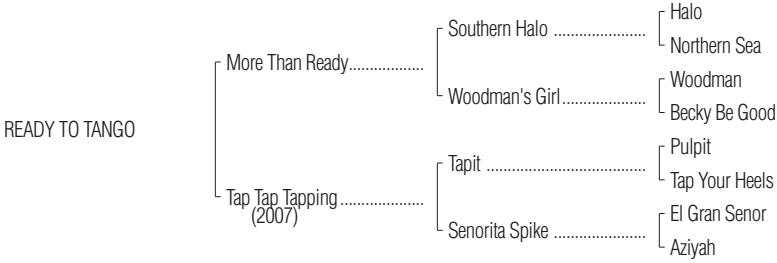 Halo
Southern Halo ......................
Northern Sea
More Than Ready..................
Woodman
Woodman's Girl....................
Becky Be Good
READY TO TANGO
Pulpit
Tapit ......................................
Tap Your Heels
Tap Tap Tapping....................
(2007)
El Gran Senor
Senorita Spike ......................
Aziyah